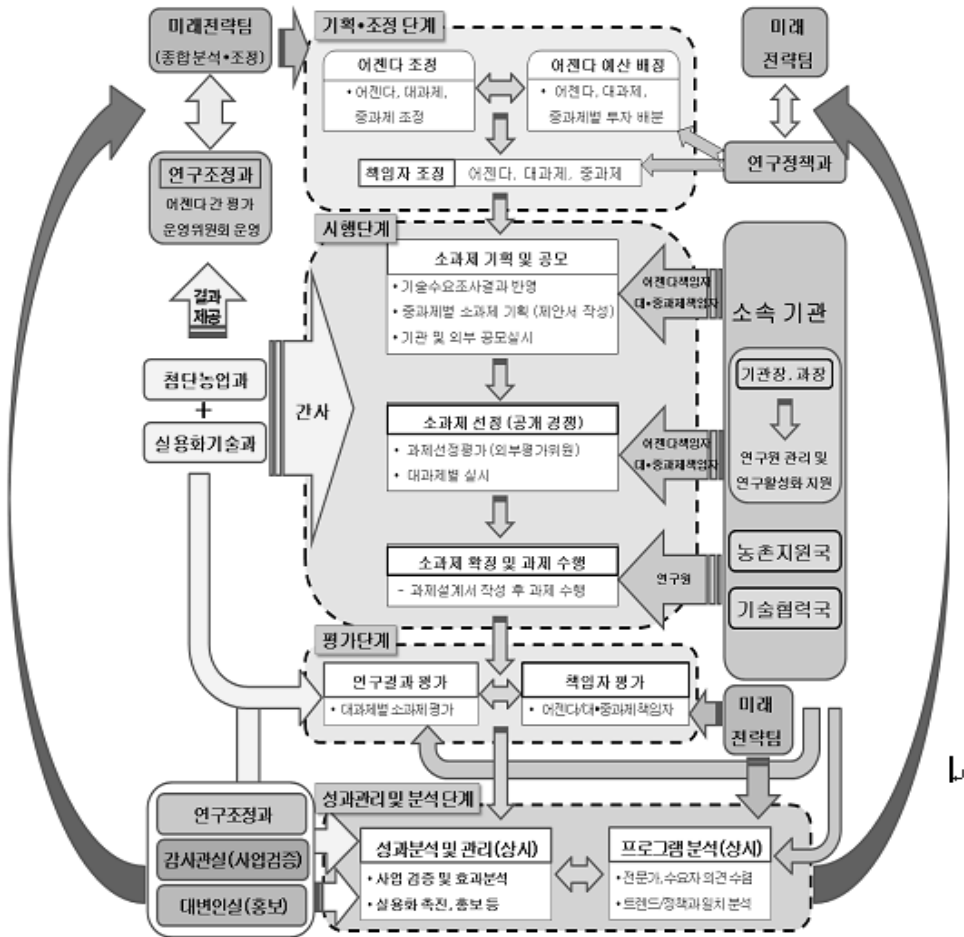 미래전략팀
(종합분석•조정)
기획•조정 단계
미래
전략팀
어젠다 조정
• 어젠다, 대과제,
중과제 조정
어젠다 예산 배정
• 어젠다, 대과제,
중과제별 투자 배분
책임자 조정
어젠다, 대과제, 중과제
연구정책과
연구조정과
어젠다 간 평가
운영위원회 운영
시행단계
소과제 기획 및 공모
• 기술수요조사결과 반영
• 중과제별 소과제 기획 (제안서 작성)
• 기관 및 외부 공모실시
어젠다책임자
대•중과제책임자
소속 기관
결과
제공
기관장, 과장
연구원 관리 및
연구활성화 지원
첨단농업과
+
실용화기술과
간사
소과제 선정 (공개 경쟁)
• 과제선정평가 (외부평가위원)
• 대과제별 실시
어젠다책임자
대•중과제책임자
농촌지원국
기술협력국
소과제 확정 및 과제 수행
– 과제설계서 작성 후 과제 수행
연구원
평가단계
연구결과 평가
• 대과제별 소과제 평가
책임자 평가
• 어젠다/대•중과제 책임자
미래
전략팀
성과관리 및 분석 단계
연구조정과
감사관실(사업검증)
대변인실(홍보)
성과분석 및 관리(상시)
• 사업 검증 및 효과분석
• 실용화 촉진, 홍보 등
프로그램 분석(상시)
• 전문가, 수요자 의견 수렴
• 트렌드/정책과 일치 분석